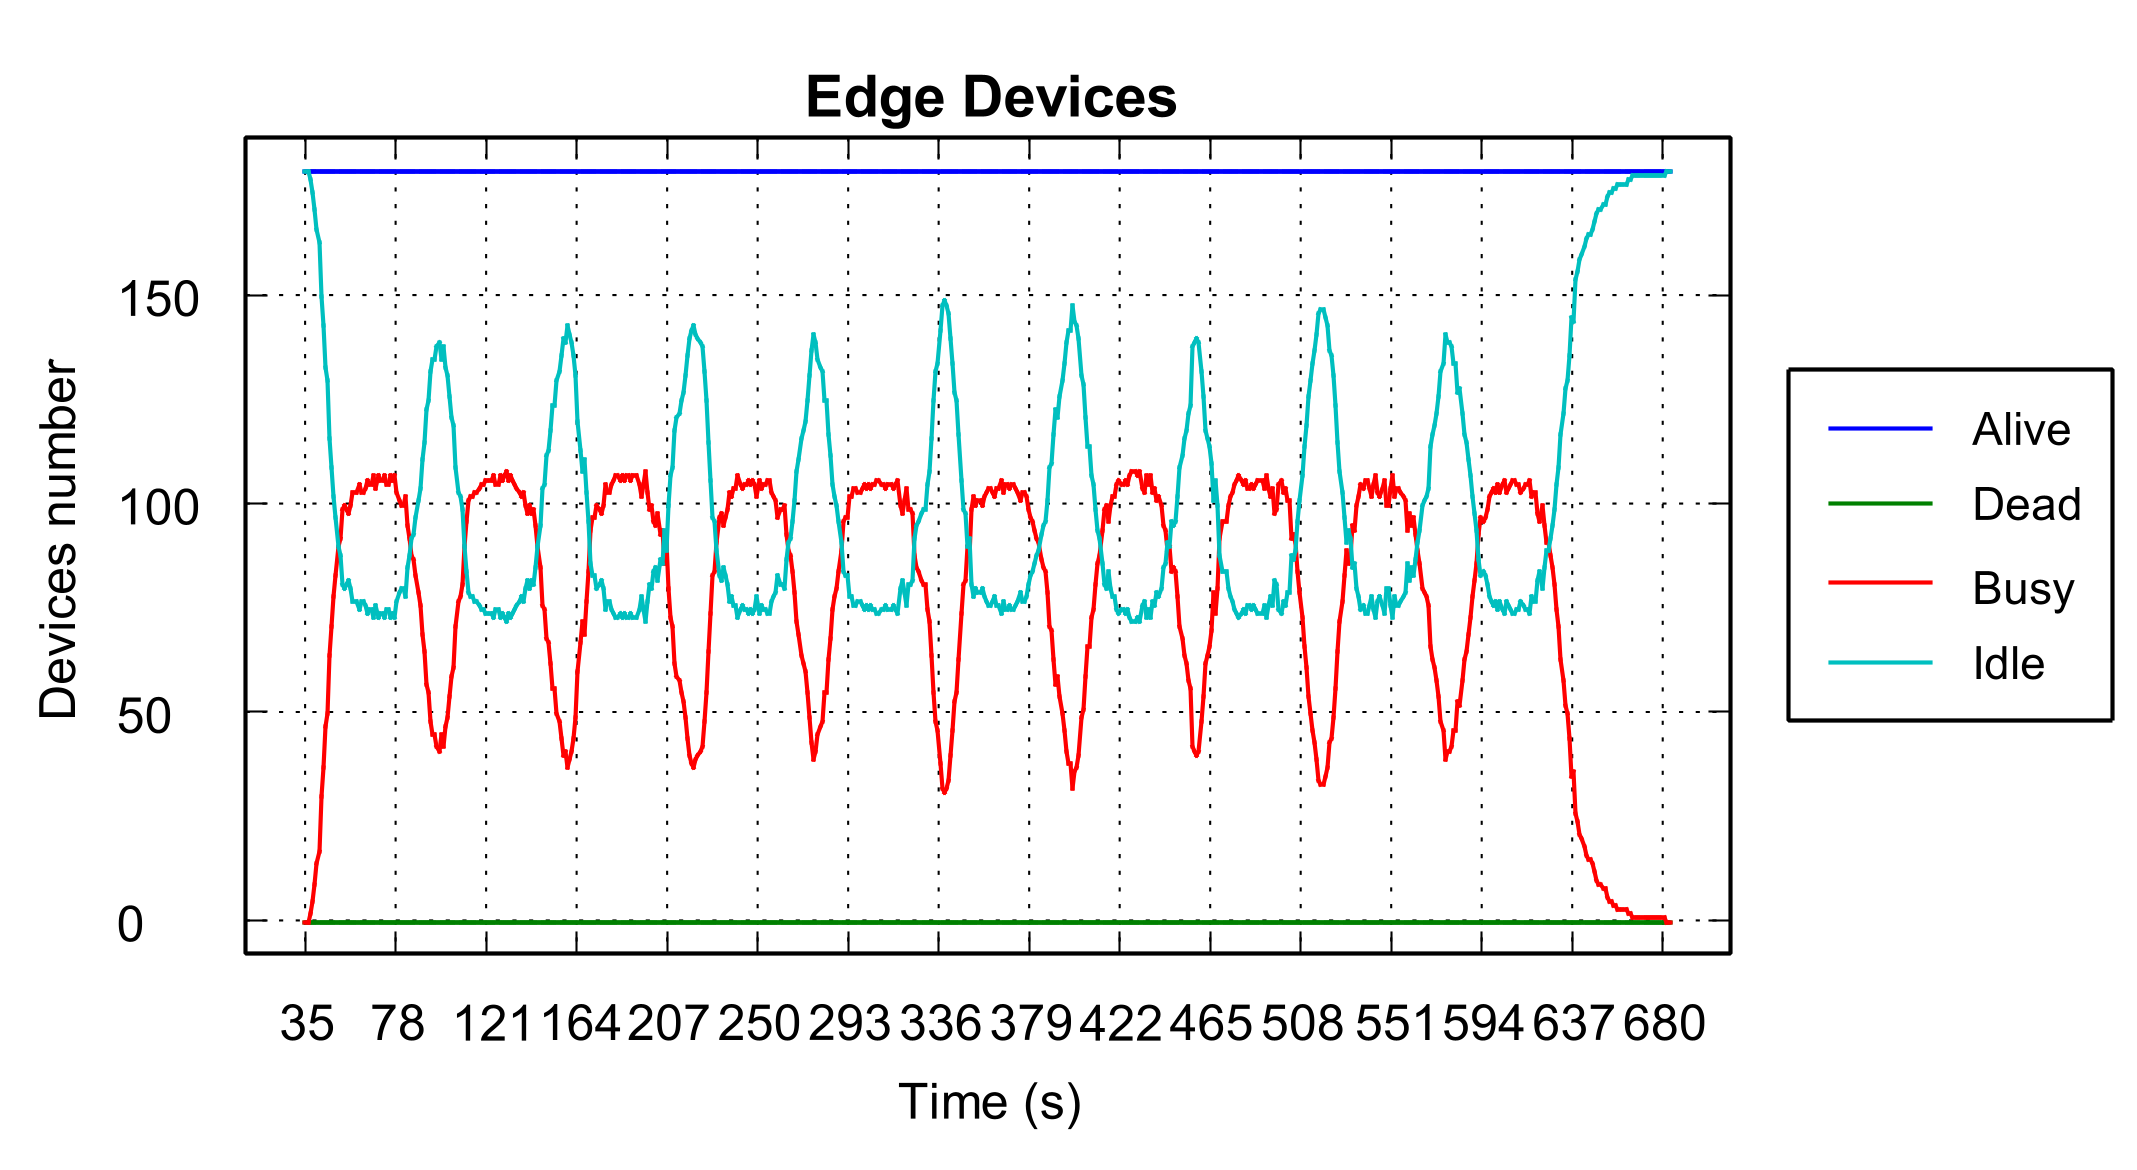 Edge Devices
150
100
50
0
Devices number
35 78 121 164 207 250 293 336 379 422 465 508 551 594 637 680
Time (s)
Alive
Dead
Busy
Idle